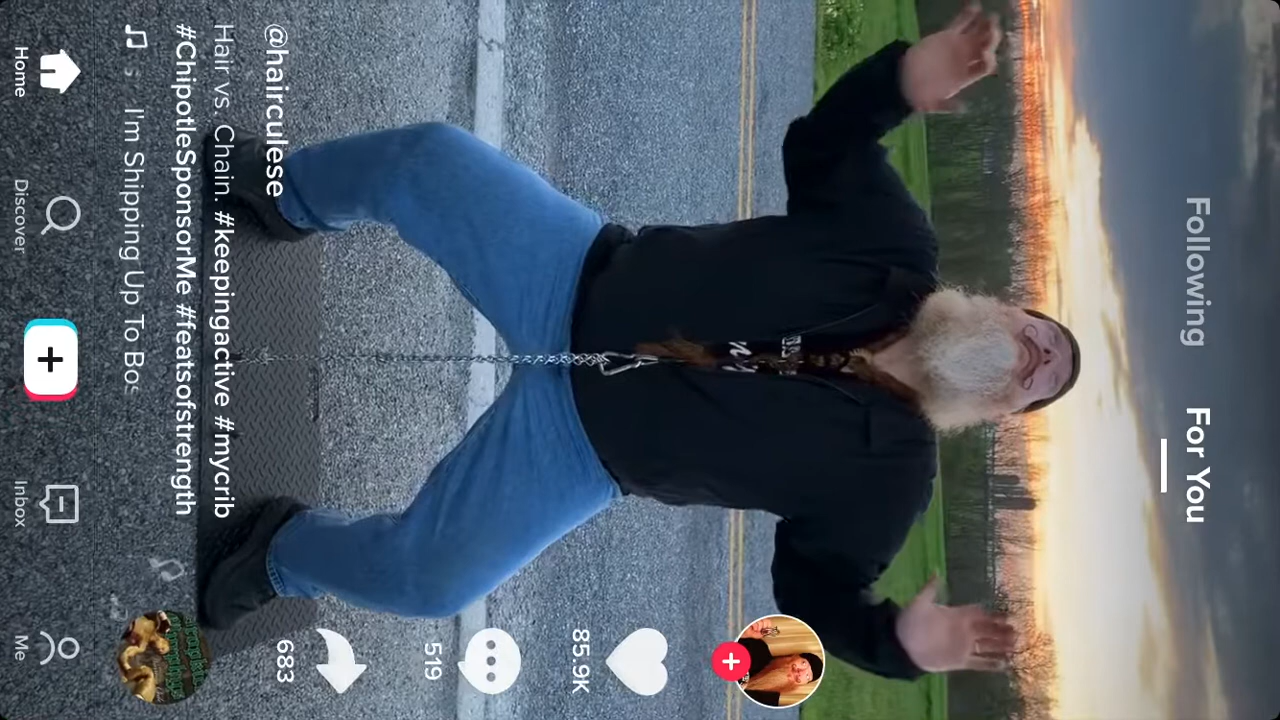 Following
For You
85.9K
519
683
@hairculese
Hair vs. Chain. #keepingactive #mycrib
#ChipotleSponsorMe #featsofstrength
I'm Shipping Up To Bos
Home
Discover
Inbox
Me